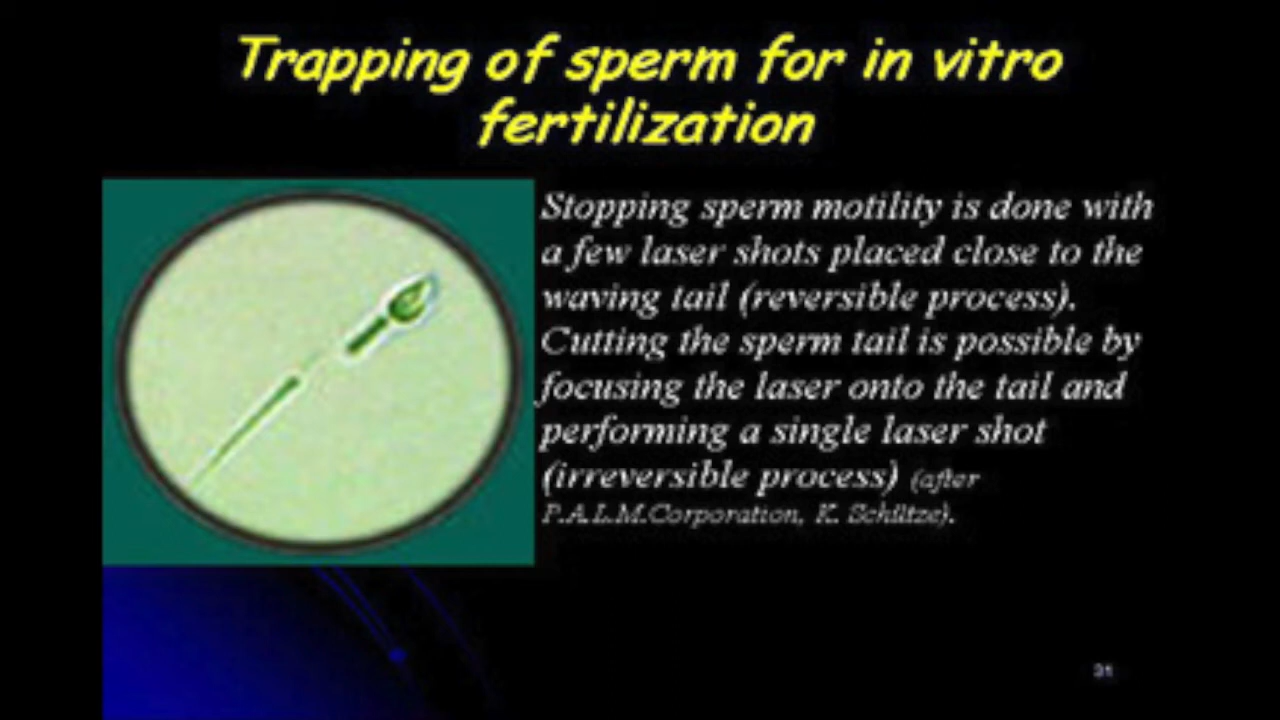 Trapping of sperm for in vitro
fertilization
Stopping sperm motility is done with
a few laser shots placed close to the
waving tail (reversible process).
Cutting the sperm tail is possible by
focusing the laser onto the tail and
performing a single laser shot
(irreversible process) (after
P.A.L.M.Corporation, K. Schütze).
31